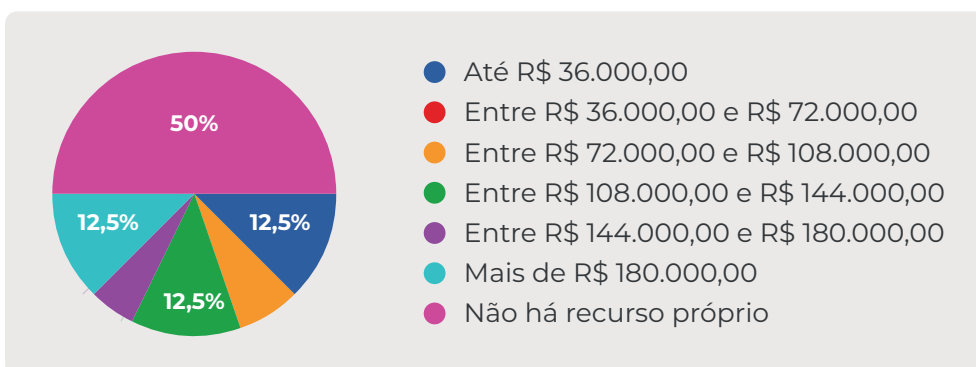 50%
12,5%
12,5%
12,5%
Até R$ 36.000,00
Entre R$ 36.000,00 e R$ 72.000,00
Entre R$ 72.000,00 e R$ 108.000,00
Entre R$ 108.000,00 e R$ 144.000,00
Entre R$ 144.000,00 e R$ 180.000,00
Mais de R$ 180.000,00
Não há recurso próprio